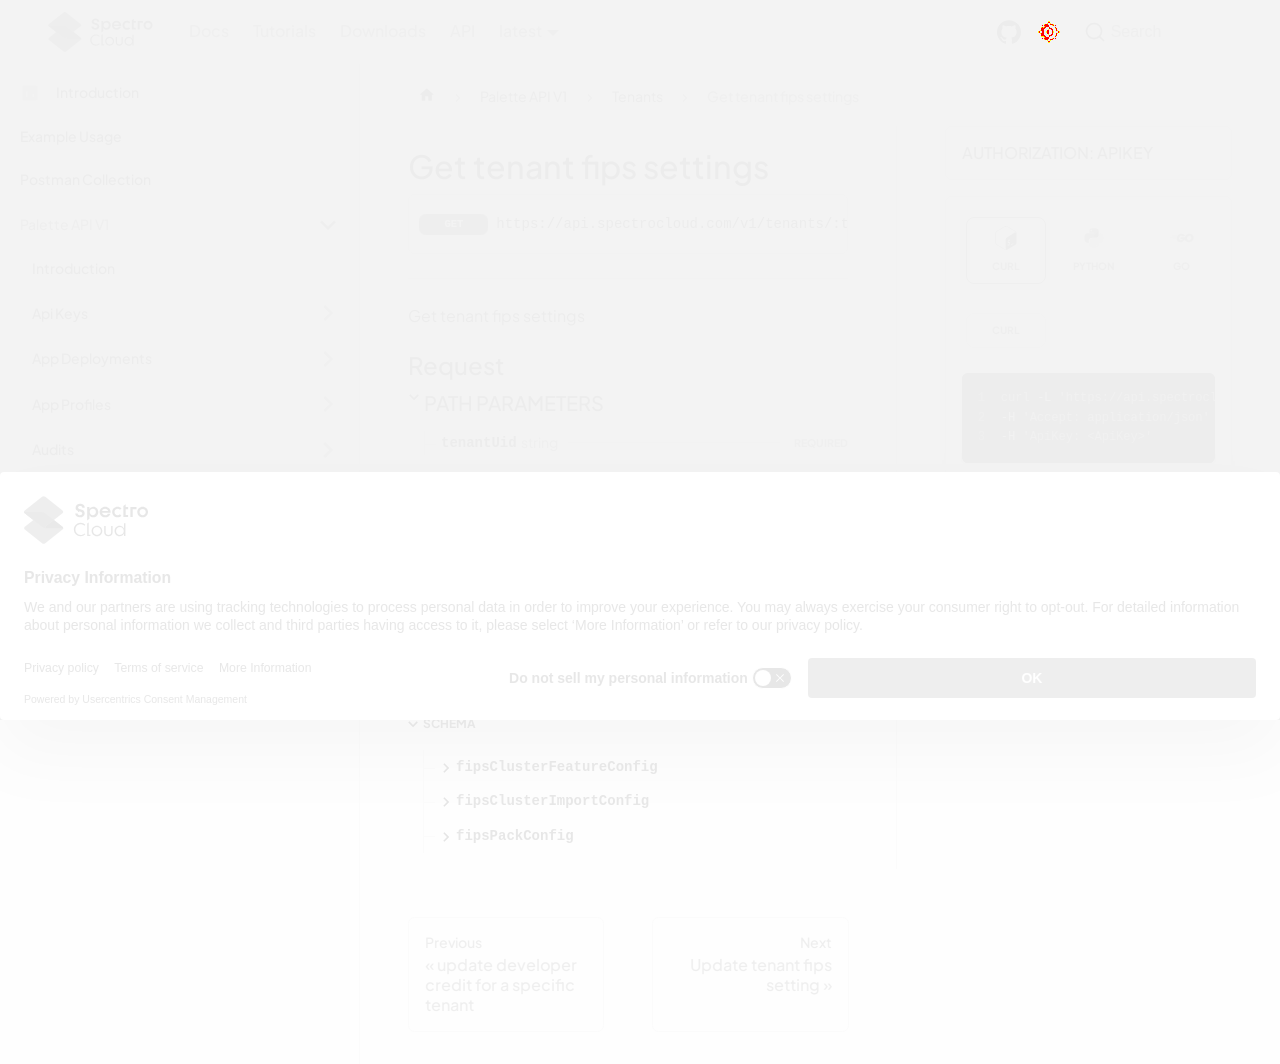 Spectro Cloud
Docs Tutorials Downloads API latest
Search
Introduction
Example Usage
Postman Collection
Palette API V1
Introduction
Api Keys
App Deployments
App Profiles
Audits
Palette API V1
Tenants
Get tenant fips settings
Get tenant fips settings
GET https://api.spectrocloud.com/v1/tenants/:t
Get tenant fips settings
Request
PATH PARAMETERS
tenantUid string REQUIRED
AUTHORIZATION: APIKEY
CURL PYTHON GO
CURL
Spectro Cloud
Privacy Information
We and our partners are using tracking technologies to process personal data in order to improve your experience. You may always exercise your consumer right to opt-out. For detailed information
about personal information we collect and third parties having access to it, please select ‘More Information’ or refer to our privacy policy.
Privacy policy Terms of service More Information
Powered by Usercentrics Consent Management
Do not sell my personal information
OK
SCHEMA
fipsClusterFeatureConfig
fipsClusterImportConfig
fipsPackConfig
Previous
« update developer
credit for a specific
tenant
Next
Update tenant fips
setting »